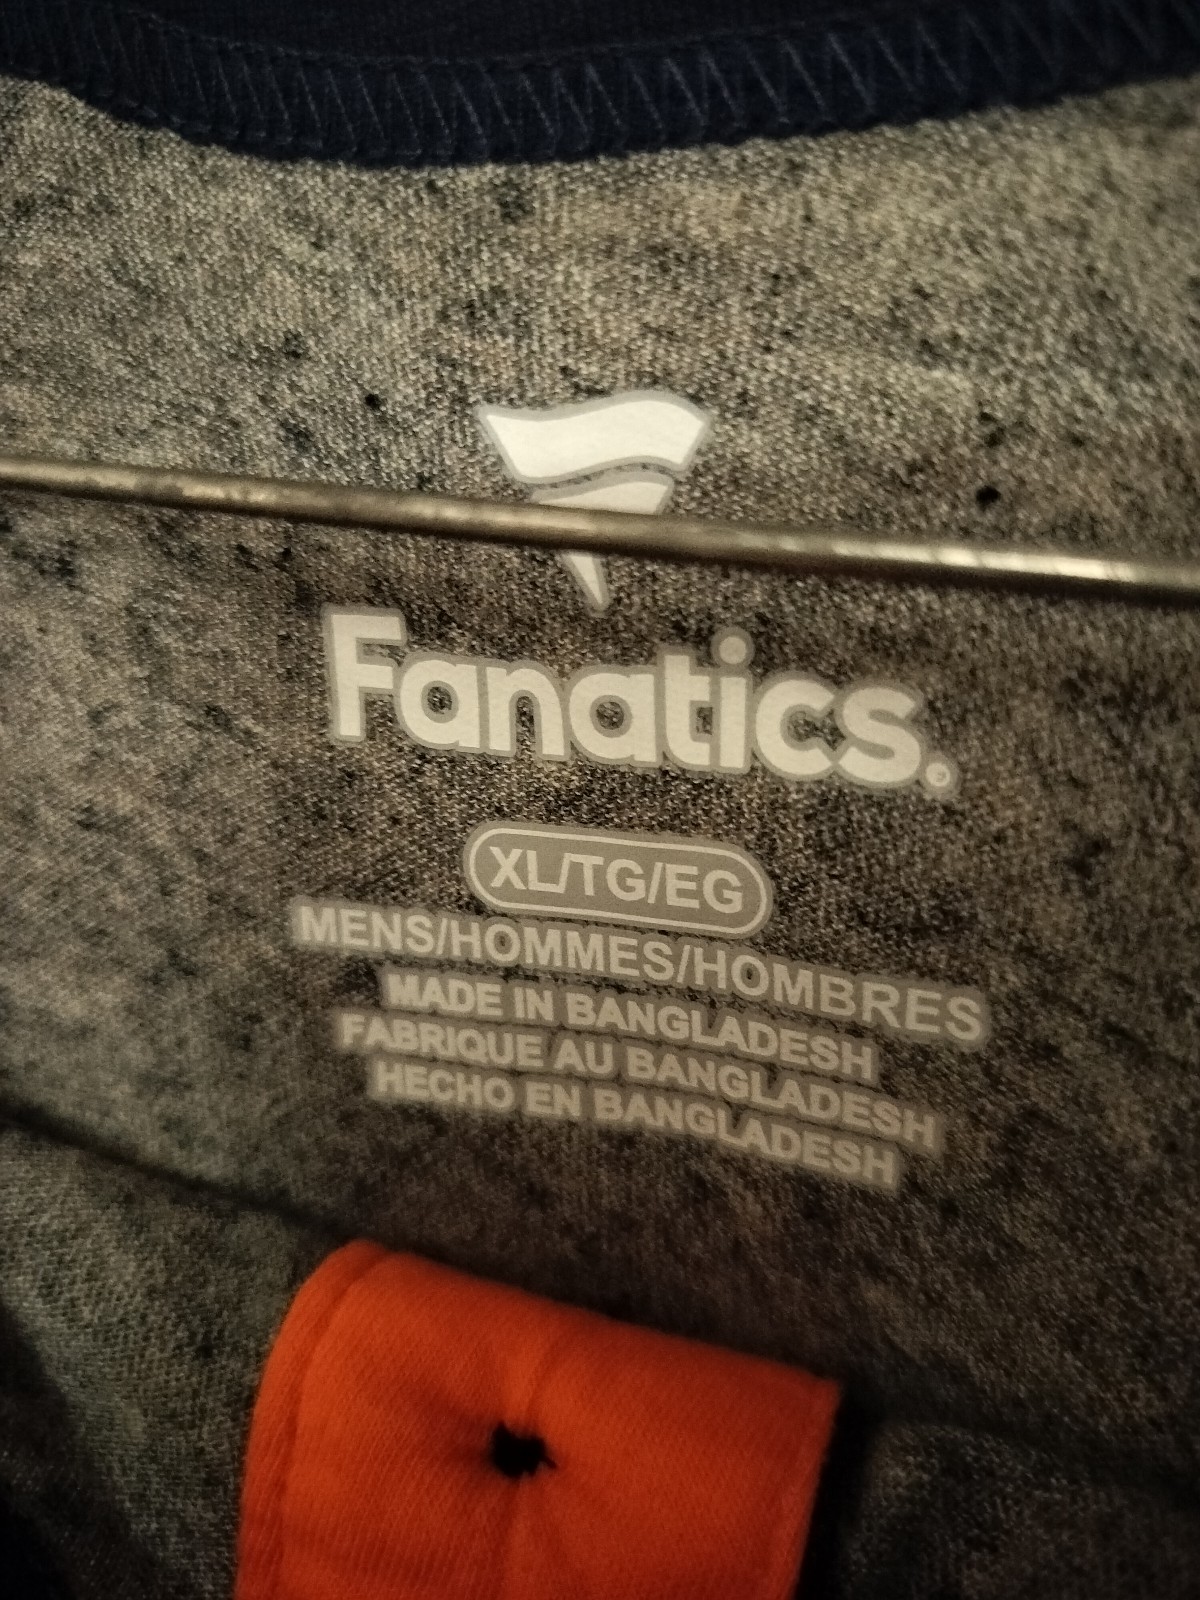 Fanatics.
XL/TG/EG
MENS/HOMMES/HOMBRES
MADE IN BANGLADESH
FABRIQUE AU BANGLADESH
HECHO EN BANGLADESH